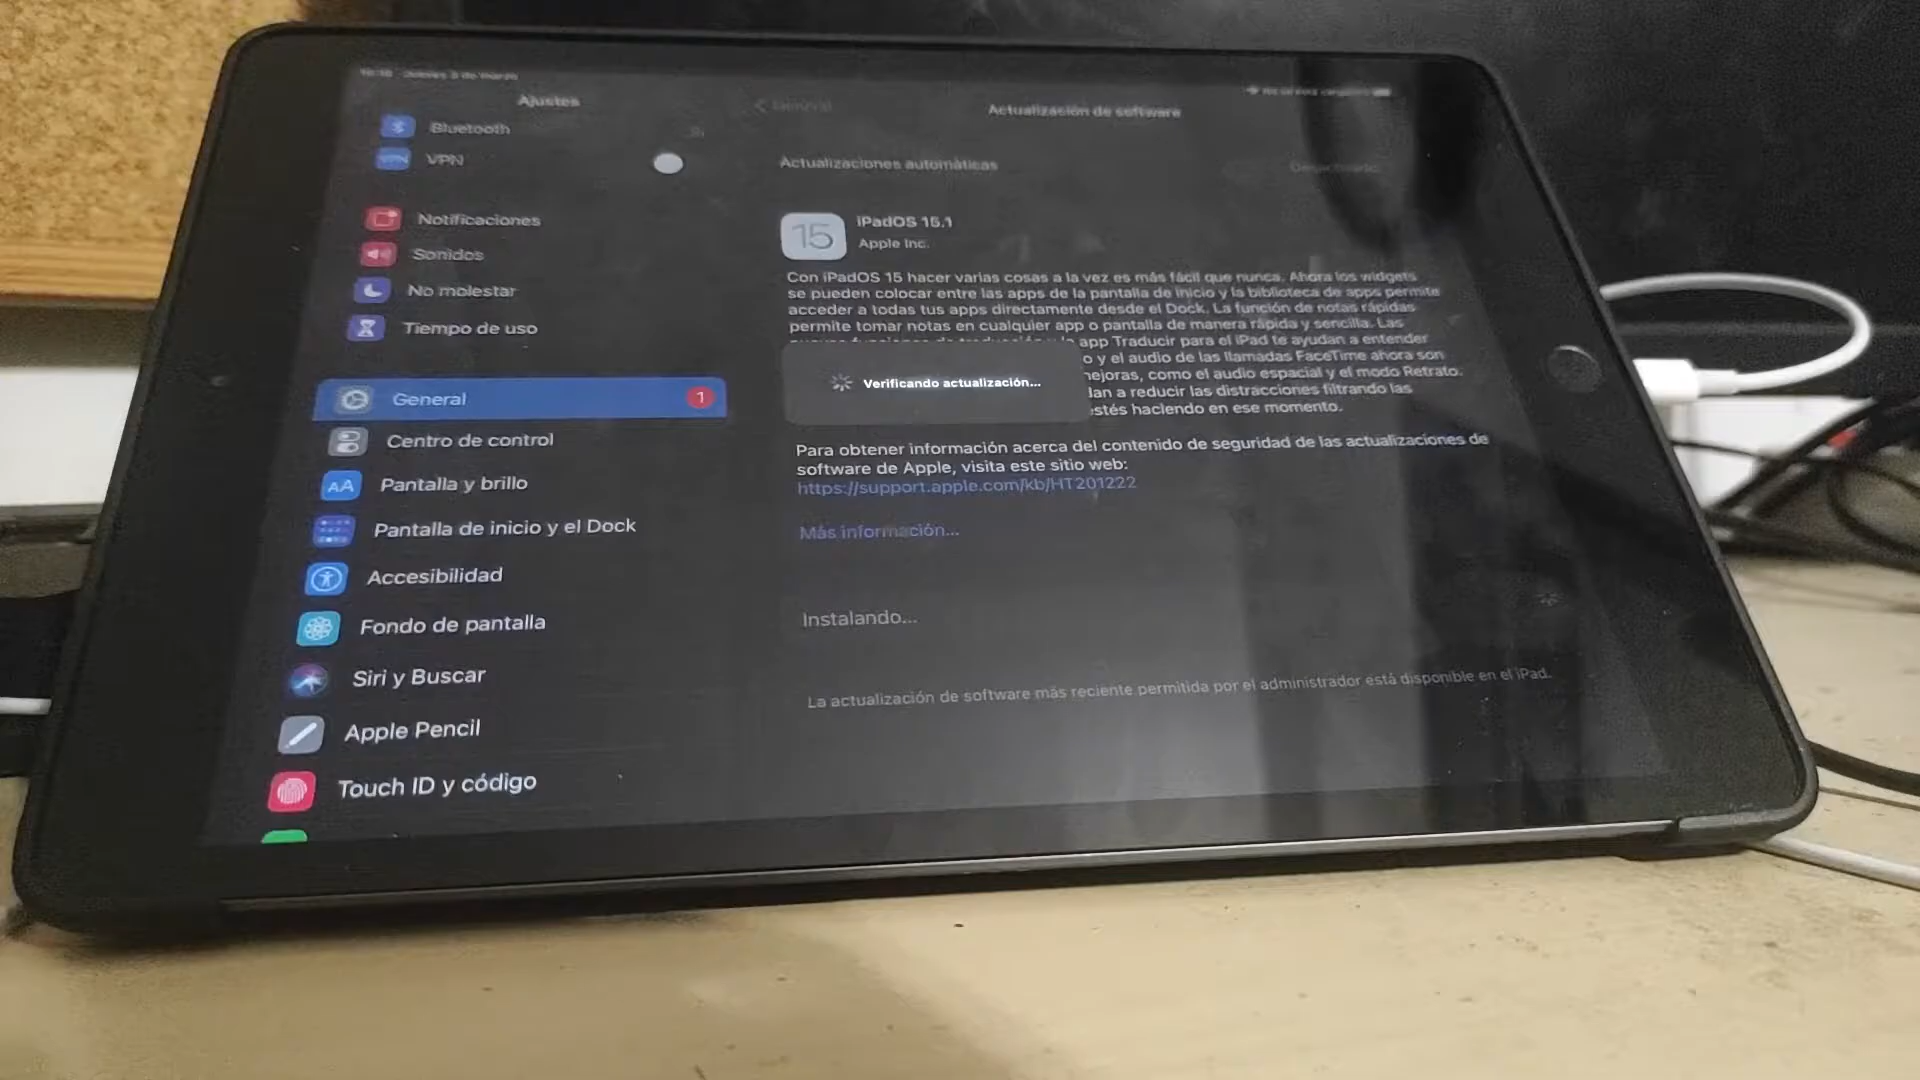 Jueves 3 de marzo
Ajustes
Bluetooth
VPN
VPN
Notificaciones
Sonidos
No molestar
Tiempo de uso
General
1
Centro de control
AA
Pantalla y brillo
Pantalla de inicio y el Dock
Accesibilidad
Fondo de pantalla
Siri y Buscar
Apple Pencil
Touch ID y código
General
Actualización de software
Actualizaciones automáticas
15
iPadOS 15.1
Apple Inc.
Con iPadOS 15 hacer varias cosas a la vez es más fácil que nunca. Ahora los widgets
se pueden colocar entre las apps de la pantalla de inicio y la biblioteca de apps permite
acceder a todas tus apps directamente desde el Dock. La función de notas rápidas
permite tomar notas en cualquier app o pantalla de manera rápida y sencilla. Las
app Traducir para el iPad te ayudan a entender
o y el audio de las llamadas FaceTime ahora son
ejoras, como el audio espacial y el modo Retrato.
dan a reducir las distracciones filtrando las
estés haciendo en ese momento.
Verificando actualización...
Para obtener información acerca del contenido de seguridad de las actualizaciones de
software de Apple, visita este sitio web:
https://support.apple.com/kb/HT201222
Más información...
Instalando...
La actualización de software más reciente permitida por el administrador está disponible en el iPad.